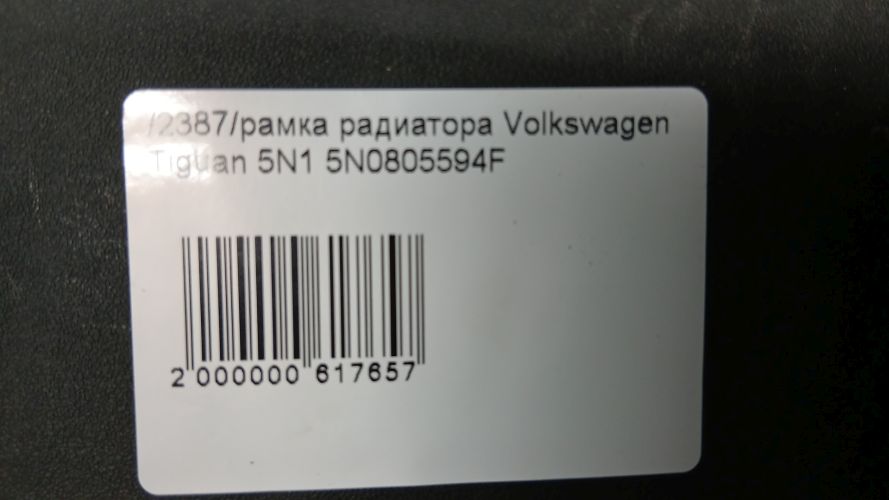 /2387/рамка радиатора Volkswagen
Tiguan 5N1 5N0805594F
2 000000 617657